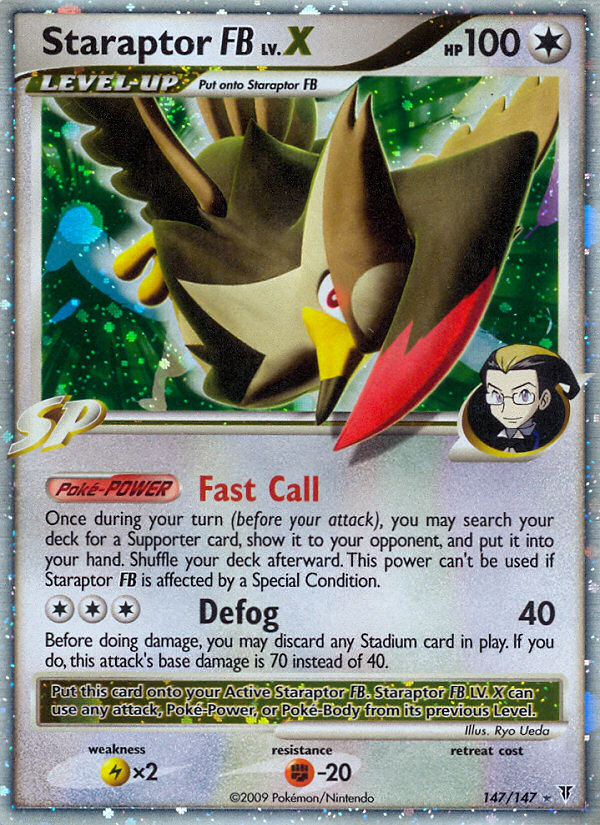 Staraptor FB LV.X HP100
LEVEL-UP Put onto Staraptor FB
SP
Poké-POWER Fast Call
Once during your turn (before your attack), you may search your
deck for a Supporter card, show it to your opponent, and put it into
your hand. Shuffle your deck afterward. This power can't be used if
Staraptor FB is affected by a Special Condition.
Defog 40
Before doing damage, you may discard any Stadium card in play. If you
do, this attack's base damage is 70 instead of 40.
Put this card onto your Active Staraptor FB. Staraptor FB LV. X can
use any attack, Poké-Power, or Poké-Body from its previous Level.
Illus. Ryo Ueda
weakness resistance retreat cost
×2 -20
©2009 Pokémon/Nintendo 147/147